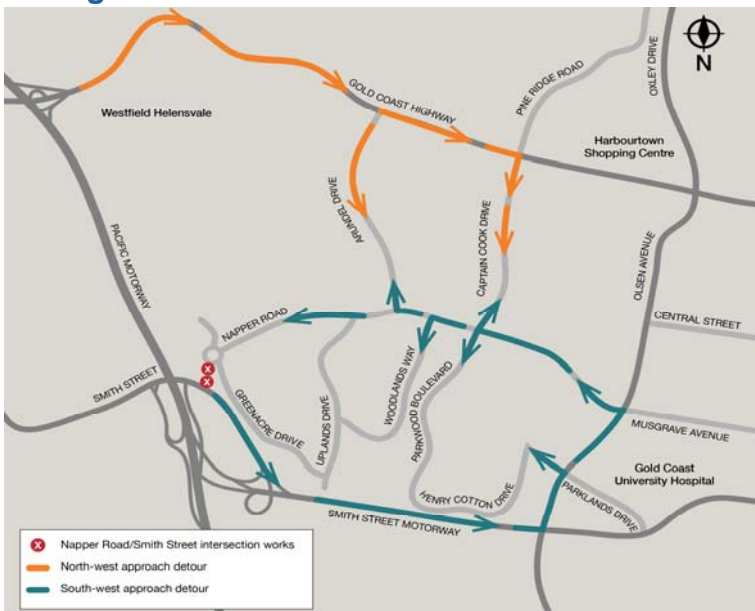 GOLD COAST HIGHWAY
PINE RIDGE ROAD
OXLEY DRIVE
N
Westfield Helensvale
Harbourtown
Shopping Centre
ARUNDEL DRIVE
CAPTAIN COOK DRIVE
PACIFIC MOTORWAY
OLSEN AVENUE
NAPPER ROAD
CENTRAL STREET
SMITH STREET
GREENACRE DRIVE
UPLANDS DRIVE
WOODLANDS WAY
PARKWOOD BOULEVARD
MUSGRAVE AVENUE
Gold Coast
University Hospital
HENRY COTTON DRIVE
PARKLANDS DRIVE
SMITH STREET MOTORWAY
X
X
X Napper Road/Smith Street intersection works
North-west approach detour
South-west approach detour